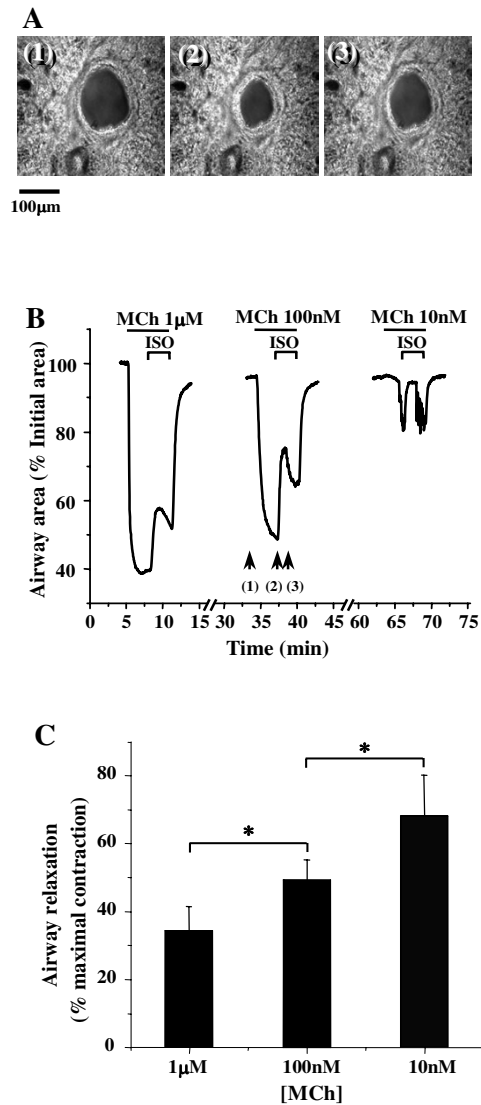 A
(1) (2) (3)
100μm
B
MCh 1μM MCh 100nM MCh 10nM
ISO ISO ISO
Airway area (% Initial area)
100
80
60
40
(1) (2) (3)
0 5 10 15 30 35 40 45 60 65 70 75
Time (min)
C
Airway relaxation
(% maximal contraction)
80
60
40
20
0
* *
1μM 100nM 10nM
[MCh]